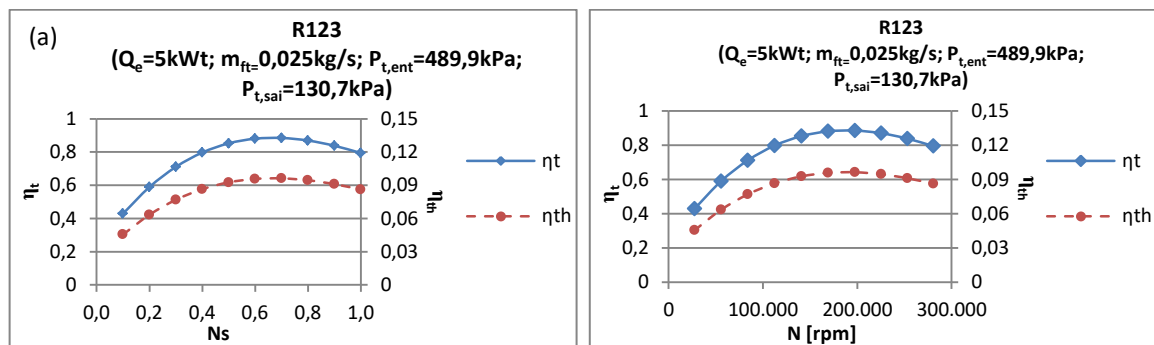 (a)
R123
(Qe=5kWt; mft=0,025kg/s; Pt,ent=489,9kPa;
Pt,sai=130,7kPa)
1
0,8
0,6
0,4
0,2
0
ηt
0,15
0,12
0,09
0,06
0,03
0
ηth
0,0 0,2 0,4 0,6 0,8 1,0
Ns
ηt
ηth
R123
(Qe=5kWt; mft=0,025kg/s; Pt,ent=489,9kPa;
Pt,sai=130,7kPa)
1
0,8
0,6
0,4
0,2
0
ηt
0,15
0,12
0,09
0,06
0,03
0
ηth
0 100.000 200.000 300.000
N [rpm]
ηt
ηth